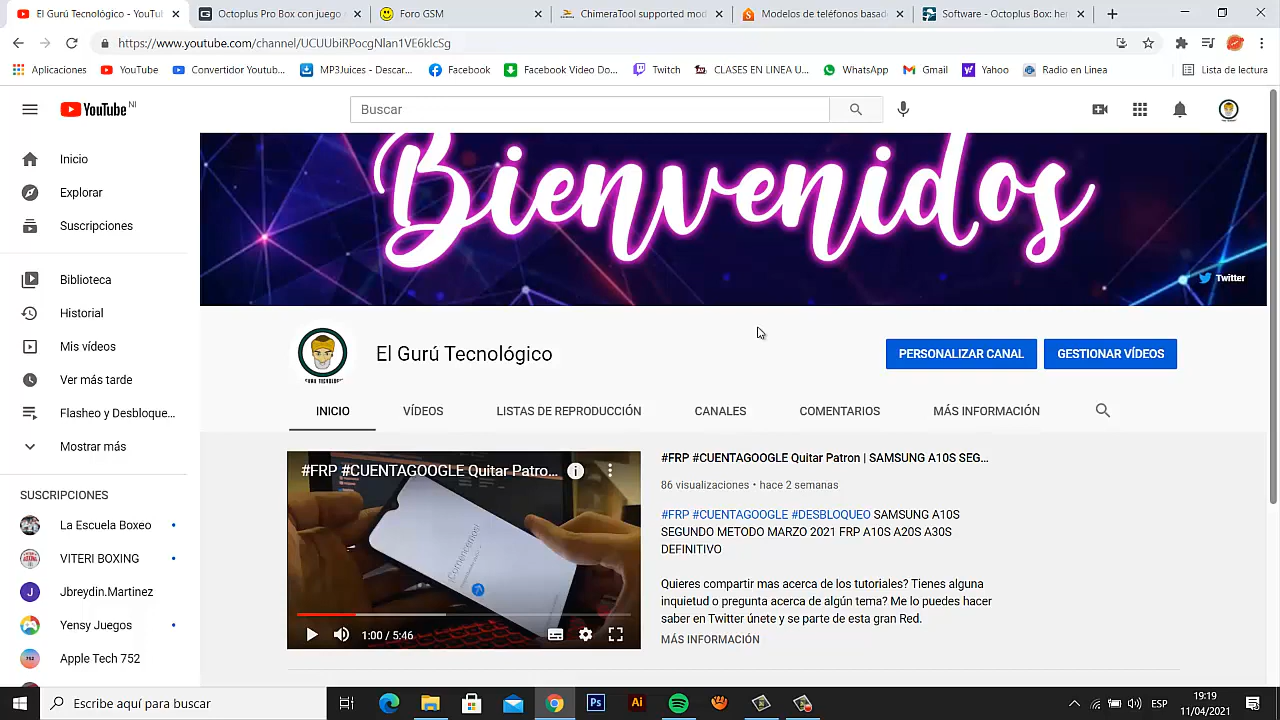 El Gurú Tecnológico - YouTu
Octoplus Pro Box con juego
Foro GSM
ChimeraTool supported mod
Modelos de teléfonos basad
Software - Octoplus Box: her
https://www.youtube.com/channel/UCUUbiRPocgNlan1VE6kIcSg
Aplicaciones
YouTube
Convertidor Youtub...
MP3Juices - Descar...
Facebook
Facebook Video Do...
Twitch
CLASES EN LINEA U...
WhatsApp
Gmail
Yahoo
Radio en Linea
Lista de lectura
YouTube NI
Buscar
Inicio
Explorar
Suscripciones
Biblioteca
Historial
Mis vídeos
Ver más tarde
Flasheo y Desbloque...
Mostrar más
SUSCRIPCIONES
La Escuela Boxeo
VITERI BOXING
Jbreydin.Martinez
Yensy Juegos
Apple Tech 752
Bienvenidos
Twitter
El Gurú Tecnológico
PERSONALIZAR CANAL
GESTIONAR VÍDEOS
INICIO
VÍDEOS
LISTAS DE REPRODUCCIÓN
CANALES
COMENTARIOS
MÁS INFORMACIÓN
#FRP #CUENTAGOOGLE Quitar Patro...
1:00 / 5:46
#FRP #CUENTAGOOGLE Quitar Patron | SAMSUNG A10S SEG...
86 visualizaciones • hace 2 semanas
#FRP #CUENTAGOOGLE #DESBLOQUEO SAMSUNG A10S
SEGUNDO METODO MARZO 2021 FRP A10S A20S A30S
DEFINITIVO
Quieres compartir mas acerca de los tutoriales? Tienes alguna
inquietud o pregunta acerca de algún tema? Me lo puedes hacer
saber en Twitter únete y se parte de esta gran Red.
MÁS INFORMACIÓN
Escribe aquí para buscar
ESP
19:19
11/04/2021